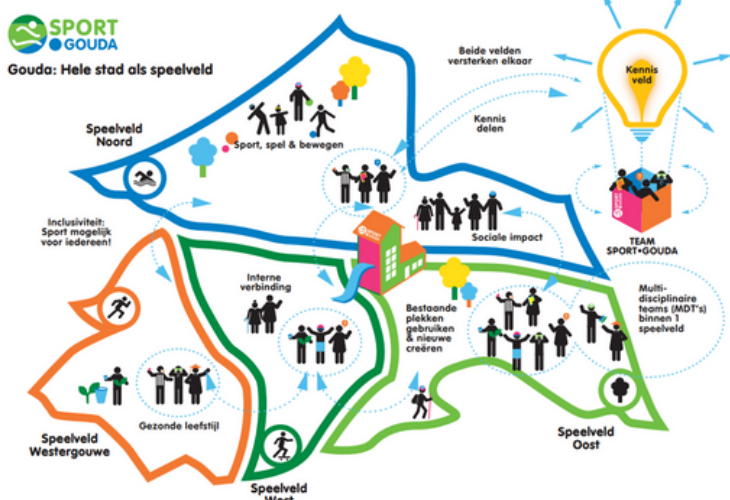 SPORT
GOUDA
Gouda: Hele stad als speelveld
Beide velden
versterken elkaar
Kennis
veld
Kennis
delen
Speelveld
Noord
Sport, spel & bewegen
Inclusiviteit:
Sport mogelijk
voor iedereen!
Sociale impact
TEAM
SPORT•GOUDA
Interne
verbinding
Bestaande
plekken
gebruiken
& nieuwe
creëren
Multi-
disciplinaire
teams (MDT's)
binnen 1
speelveld
Gezonde leefstijl
Speelveld
Westergouwe
Speelveld
Oost
Speelveld
West